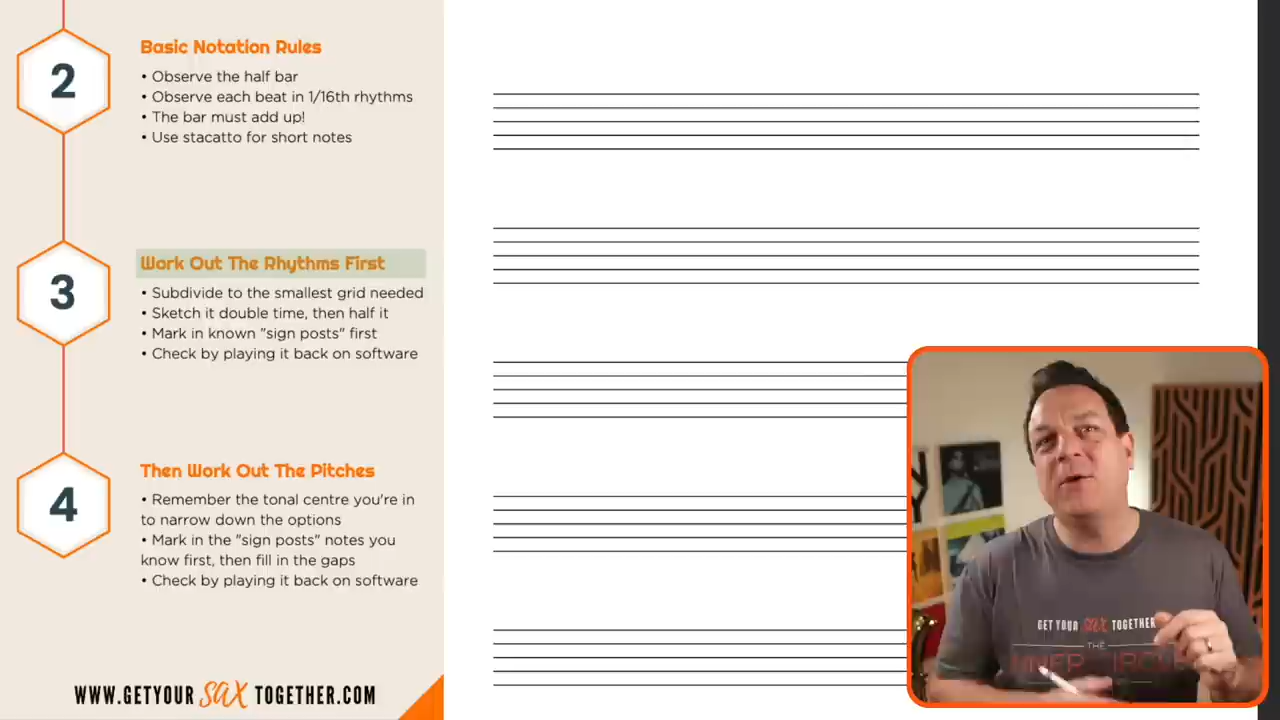 2
Basic Notation Rules
• Observe the half bar
• Observe each beat in 1/16th rhythms
• The bar must add up!
• Use stacatto for short notes
3
Work Out The Rhythms First
• Subdivide to the smallest grid needed
• Sketch it double time, then half it
• Mark in known "sign posts" first
• Check by playing it back on software
4
Then Work Out The Pitches
• Remember the tonal centre you're in
to narrow down the options
• Mark in the "sign posts" notes you
know first, then fill in the gaps
• Check by playing it back on software
WWW.GETYOUR sax TOGETHER.COM
GET YOUR sax TOGETHER
THE